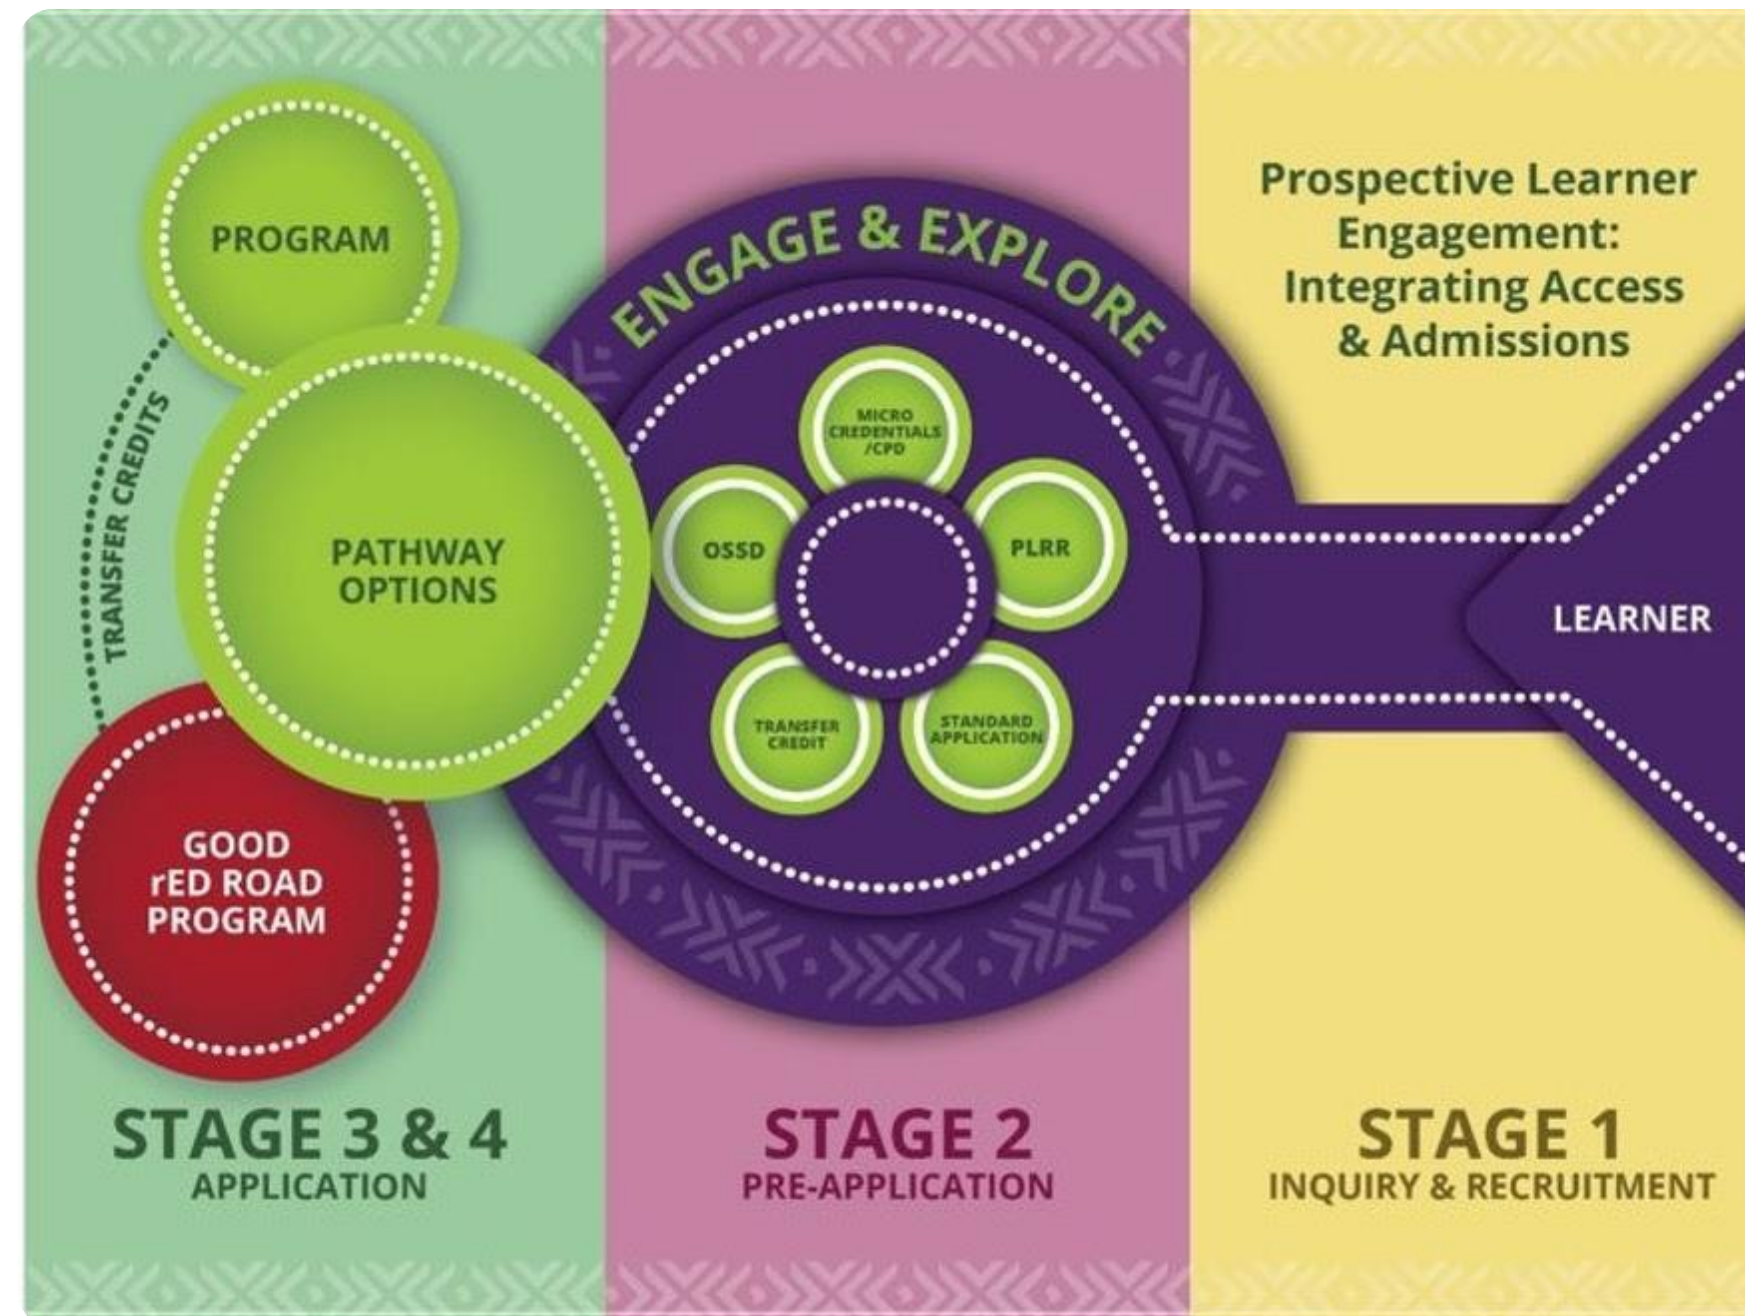 PROGRAM
TRANSFER CREDITS
PATHWAY
OPTIONS
GOOD
rED ROAD
PROGRAM
STAGE 3 & 4
APPLICATION
ENGAGE & EXPLORE
MICRO
CREDENTIALS
/CPD
OSSD
PLRR
TRANSFER
CREDIT
STANDARD
APPLICATION
STAGE 2
PRE-APPLICATION
Prospective Learner
Engagement:
Integrating Access
& Admissions
LEARNER
STAGE 1
INQUIRY & RECRUITMENT